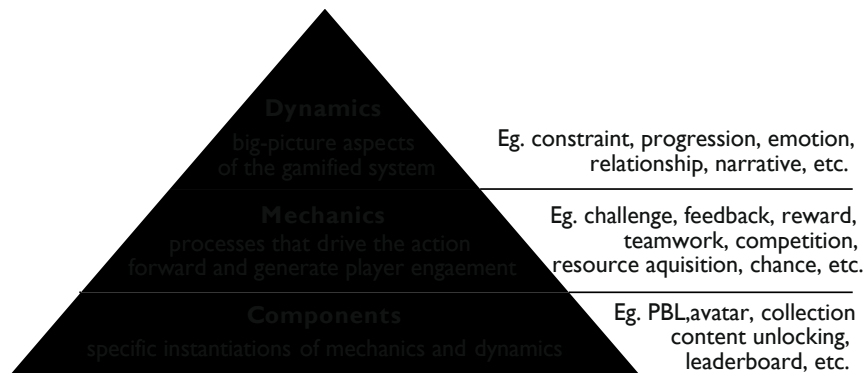 Dynamics
big-picture aspects
of the gamified system
Eg. constraint, progression, emotion,
relationship, narrative, etc.
Mechanics
processes that drive the action
forward and generate player engaement
Eg. challenge, feedback, reward,
teamwork, competition,
resource aquisition, chance, etc.
Components
specific instantiations of mechanics and dynamics
Eg. PBL,avatar, collection
content unlocking,
leaderboard, etc.